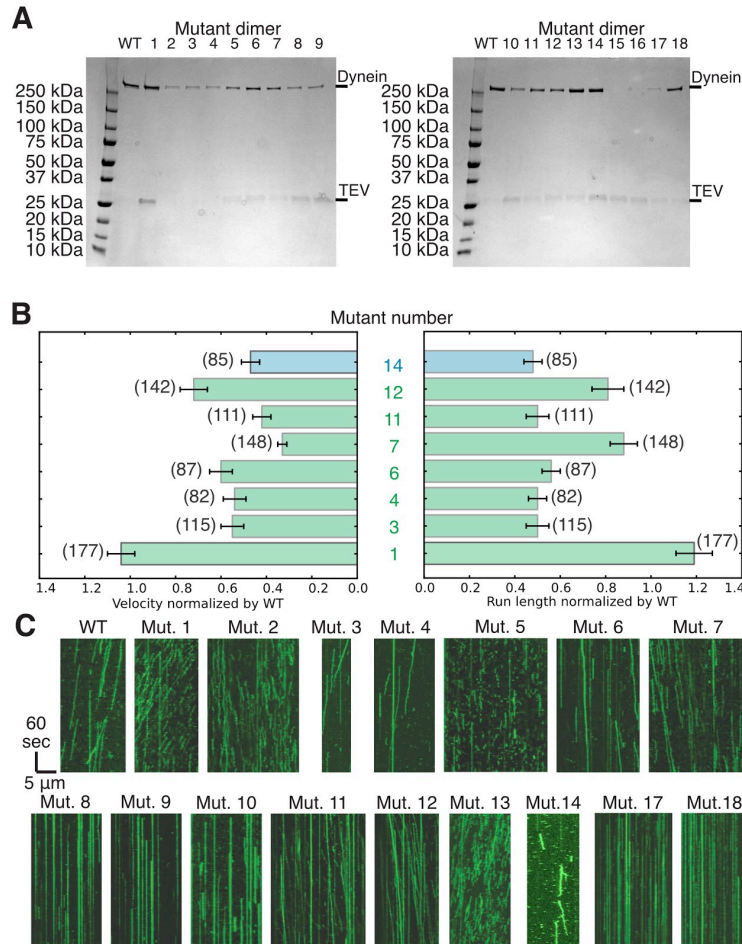 A
Mutant dimer
WT 1 2 3 4 5 6 7 8 9
Dynein
250 kDa
150 kDa
100 kDa
75 kDa
50 kDa
37 kDa
TEV
25 kDa
20 kDa
15 kDa
10 kDa
Mutant dimer
WT 10 11 12 13 14 15 16 17 18
Dynein
250 kDa
150 kDa
100 kDa
75 kDa
50 kDa
37 kDa
TEV
25 kDa
20 kDa
15 kDa
10 kDa
B
Mutant number
(85) 14 (85)
(142) 12 (142)
(111) 11 (111)
(148) 7 (148)
(87) 6 (87)
(82) 4 (82)
(115) 3 (115)
(177) 1 (177)
1.4 1.2 1.0 0.8 0.6 0.4 0.2 0.0
Velocity normalized by WT
0.0 0.2 0.4 0.6 0.8 1.0 1.2 1.4
Run length normalized by WT
C
WT Mut. 1 Mut. 2 Mut. 3 Mut. 4 Mut. 5 Mut. 6 Mut. 7
60
sec
5 µm
Mut. 8 Mut. 9 Mut. 10 Mut. 11 Mut. 12 Mut. 13 Mut.14 Mut. 17 Mut.18